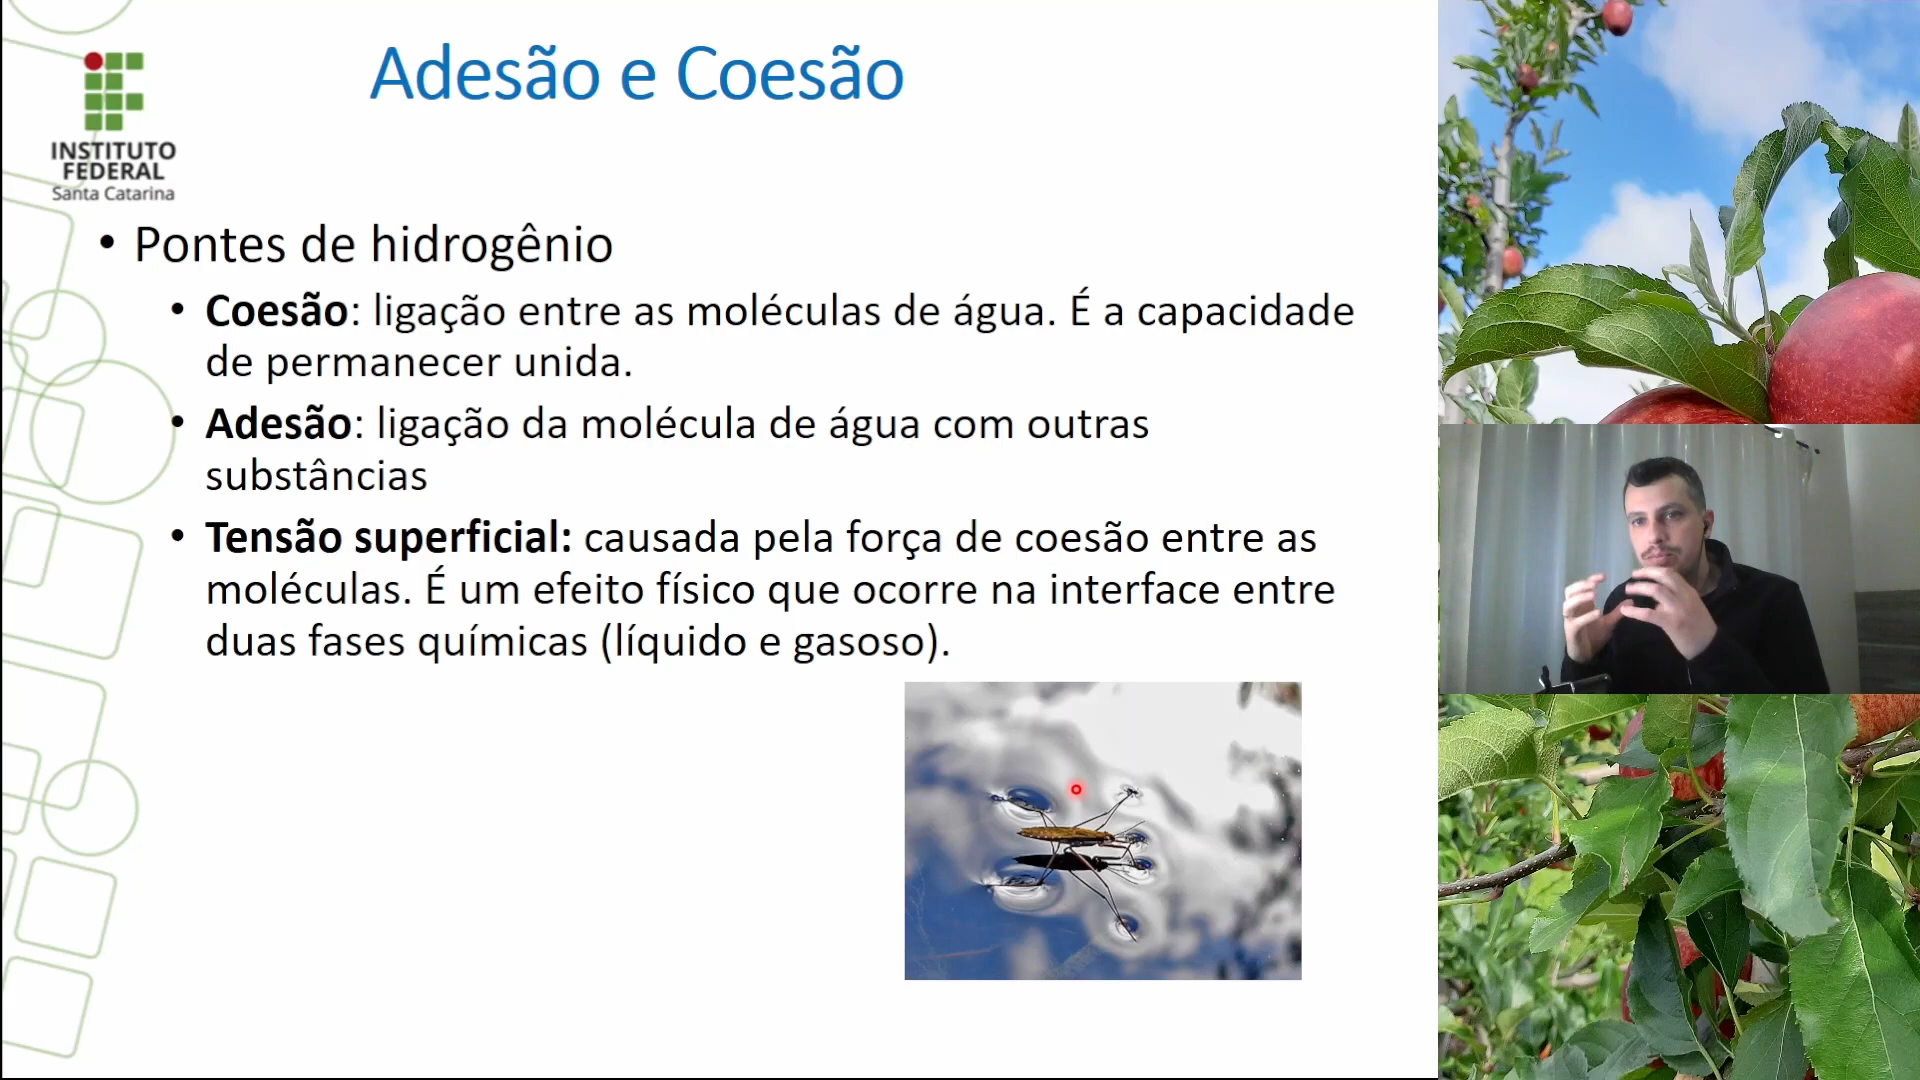 Adesão e Coesão
INSTITUTO
FEDERAL
Santa Catarina
• Pontes de hidrogênio
• Coesão: ligação entre as moléculas de água. É a capacidade
de permanecer unida.
• Adesão: ligação da molécula de água com outras
substâncias
• Tensão superficial: causada pela força de coesão entre as
moléculas. É um efeito físico que ocorre na interface entre
duas fases químicas (líquido e gasoso).